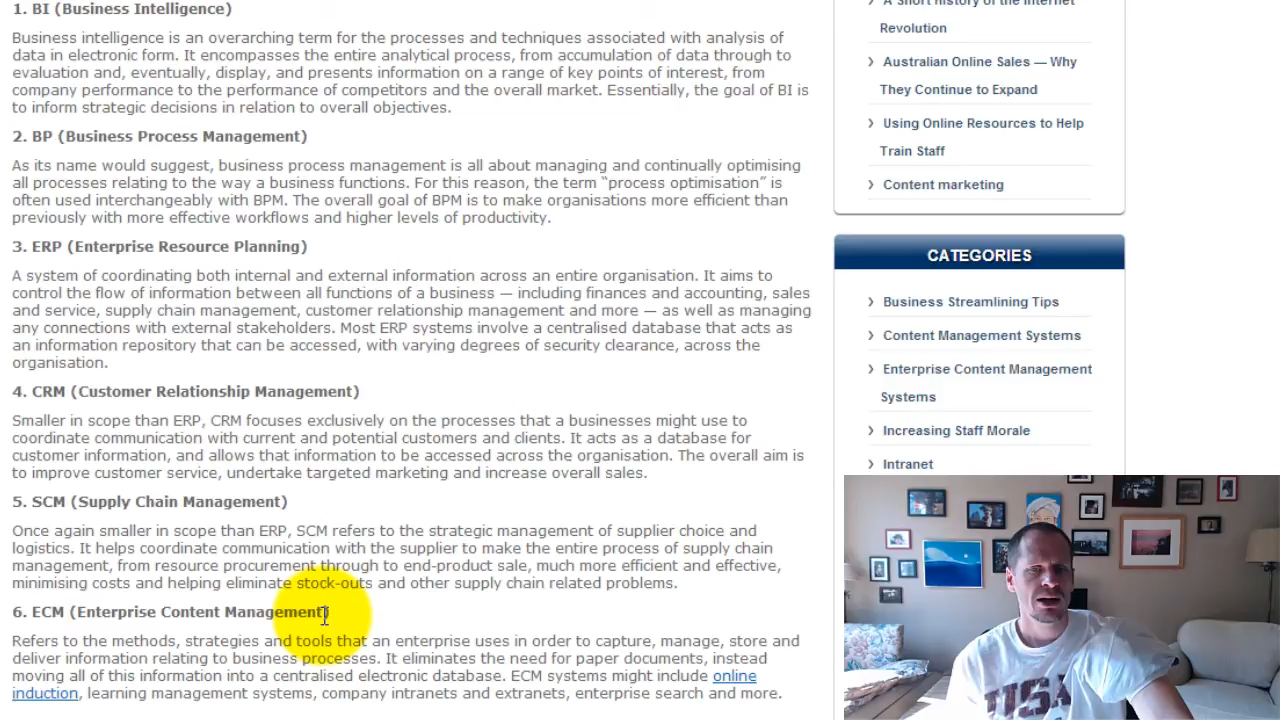 1. BI (Business Intelligence)
Business intelligence is an overarching term for the processes and techniques associated with analysis of
data in electronic form. It encompasses the entire analytical process, from accumulation of data through to
evaluation and, eventually, display, and presents information on a range of key points of interest, from
company performance to the performance of competitors and the overall market. Essentially, the goal of BI is
to inform strategic decisions in relation to overall objectives.
2. BP (Business Process Management)
As its name would suggest, business process management is all about managing and continually optimising
all processes relating to the way a business functions. For this reason, the term “process optimisation” is
often used interchangeably with BPM. The overall goal of BPM is to make organisations more efficient than
previously with more effective workflows and higher levels of productivity.
3. ERP (Enterprise Resource Planning)
A system of coordinating both internal and external information across an entire organisation. It aims to
control the flow of information between all functions of a business — including finances and accounting, sales
and service, supply chain management, customer relationship management and more — as well as managing
any connections with external stakeholders. Most ERP systems involve a centralised database that acts as
an information repository that can be accessed, with varying degrees of security clearance, across the
organisation.
4. CRM (Customer Relationship Management)
Smaller in scope than ERP, CRM focuses exclusively on the processes that a businesses might use to
coordinate communication with current and potential customers and clients. It acts as a database for
customer information, and allows that information to be accessed across the organisation. The overall aim is
to improve customer service, undertake targeted marketing and increase overall sales.
5. SCM (Supply Chain Management)
Once again smaller in scope than ERP, SCM refers to the strategic management of supplier choice and
logistics. It helps coordinate communication with the supplier to make the entire process of supply chain
management, from resource procurement through to end-product sale, much more efficient and effective,
minimising costs and helping eliminate stock-outs and other supply chain related problems.
6. ECM (Enterprise Content Management)
Refers to the methods, strategies and tools that an enterprise uses in order to capture, manage, store and
deliver information relating to business processes. It eliminates the need for paper documents, instead
moving all of this information into a centralised electronic database. ECM systems might include online
induction, learning management systems, company intranets and extranets, enterprise search and more.
A Short history of the Internet
Revolution
Australian Online Sales — Why
They Continue to Expand
Using Online Resources to Help
Train Staff
Content marketing
CATEGORIES
Business Streamlining Tips
Content Management Systems
Enterprise Content Management
Systems
Increasing Staff Morale
Intranet
USA